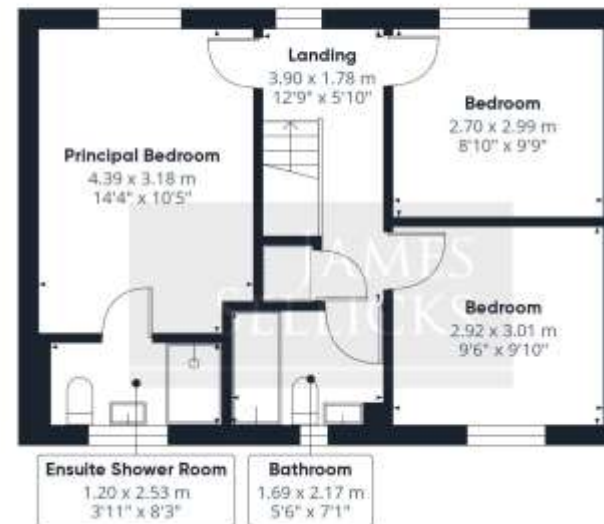 Landing
3.90 x 1.78 m
12'9" x 5'10"
Principal Bedroom
4.39 x 3.18 m
14'4" x 10'5"
Bedroom
2.70 x 2.99 m
8'10" x 9'9"
JAMES
SELLICKS
Bedroom
2.92 x 3.01 m
9'6" x 9'10"
Ensuite Shower Room
1.20 x 2.53 m
3'11" x 8'3"
Bathroom
1.69 x 2.17 m
5'6" x 7'1"